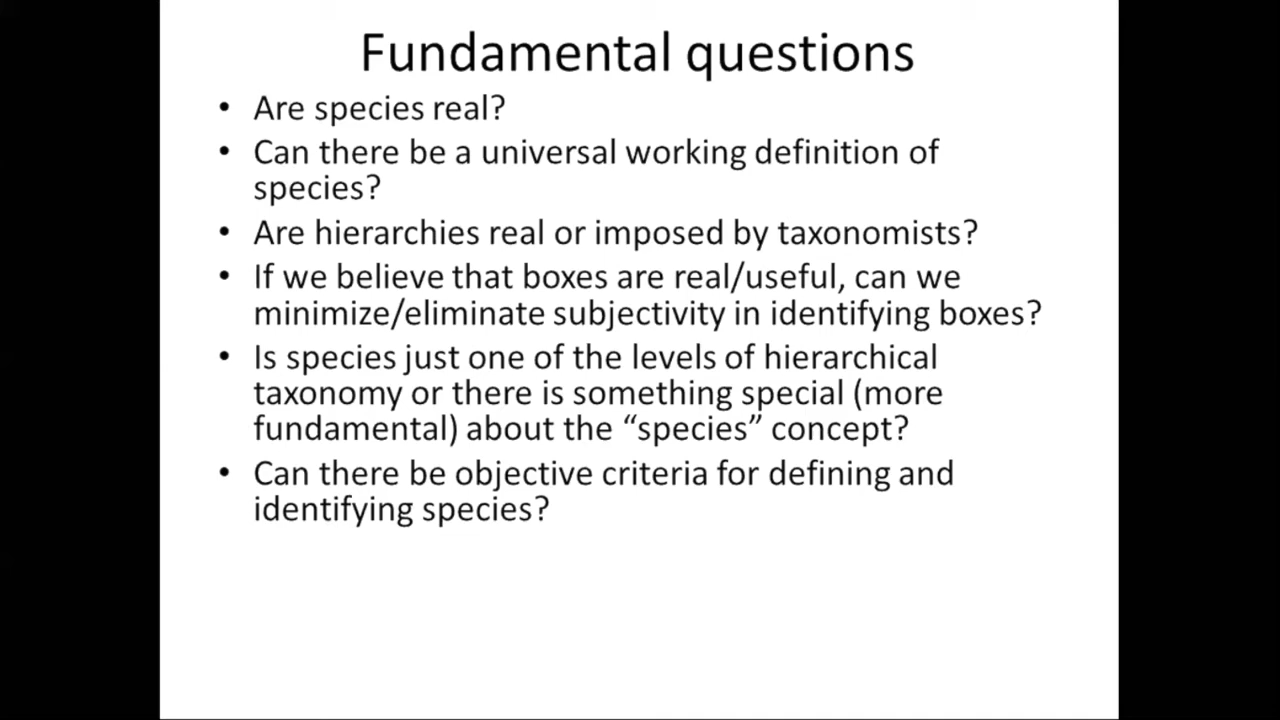 Fundamental questions
• Are species real?
• Can there be a universal working definition of
species?
• Are hierarchies real or imposed by taxonomists?
• If we believe that boxes are real/useful, can we
minimize/eliminate subjectivity in identifying boxes?
• Is species just one of the levels of hierarchical
taxonomy or there is something special (more
fundamental) about the “species” concept?
• Can there be objective criteria for defining and
identifying species?